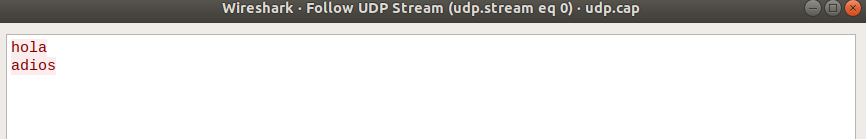 Wireshark · Follow UDP Stream (udp.stream eq 0) · udp.cap
hola
adios